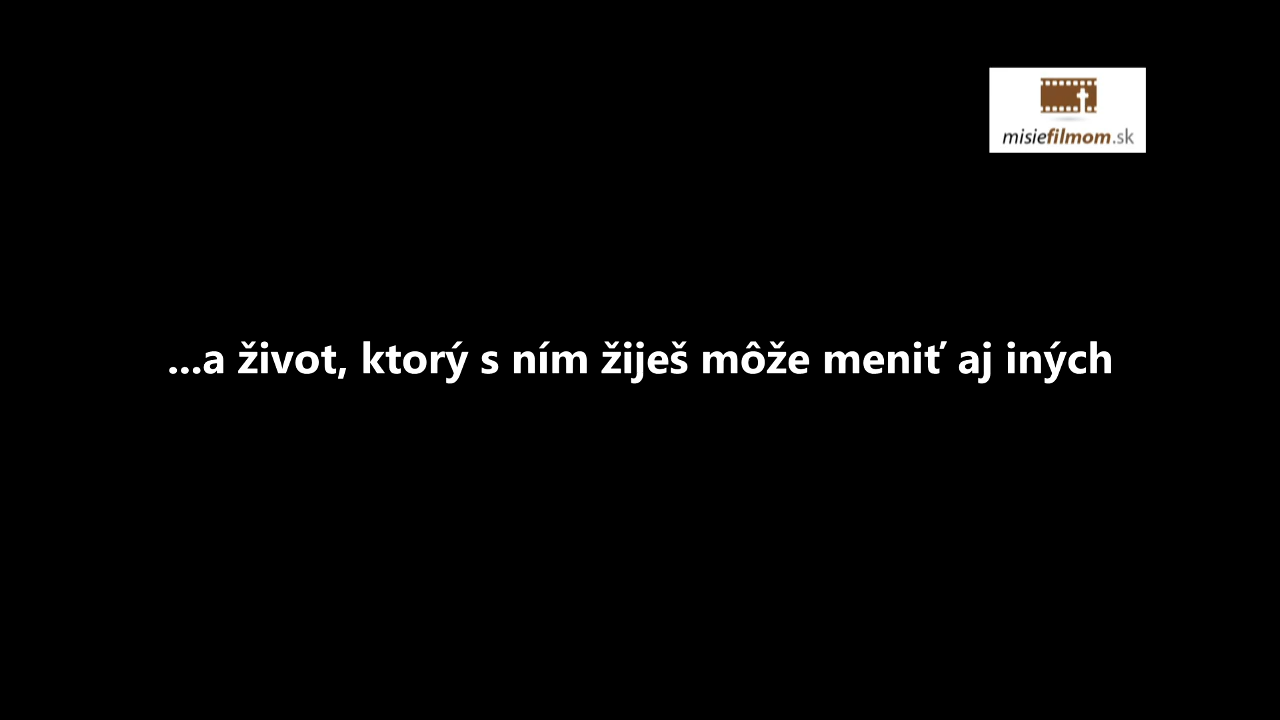 misiefilmom.sk
...a život, ktorý s ním žiješ môže meniť aj iných